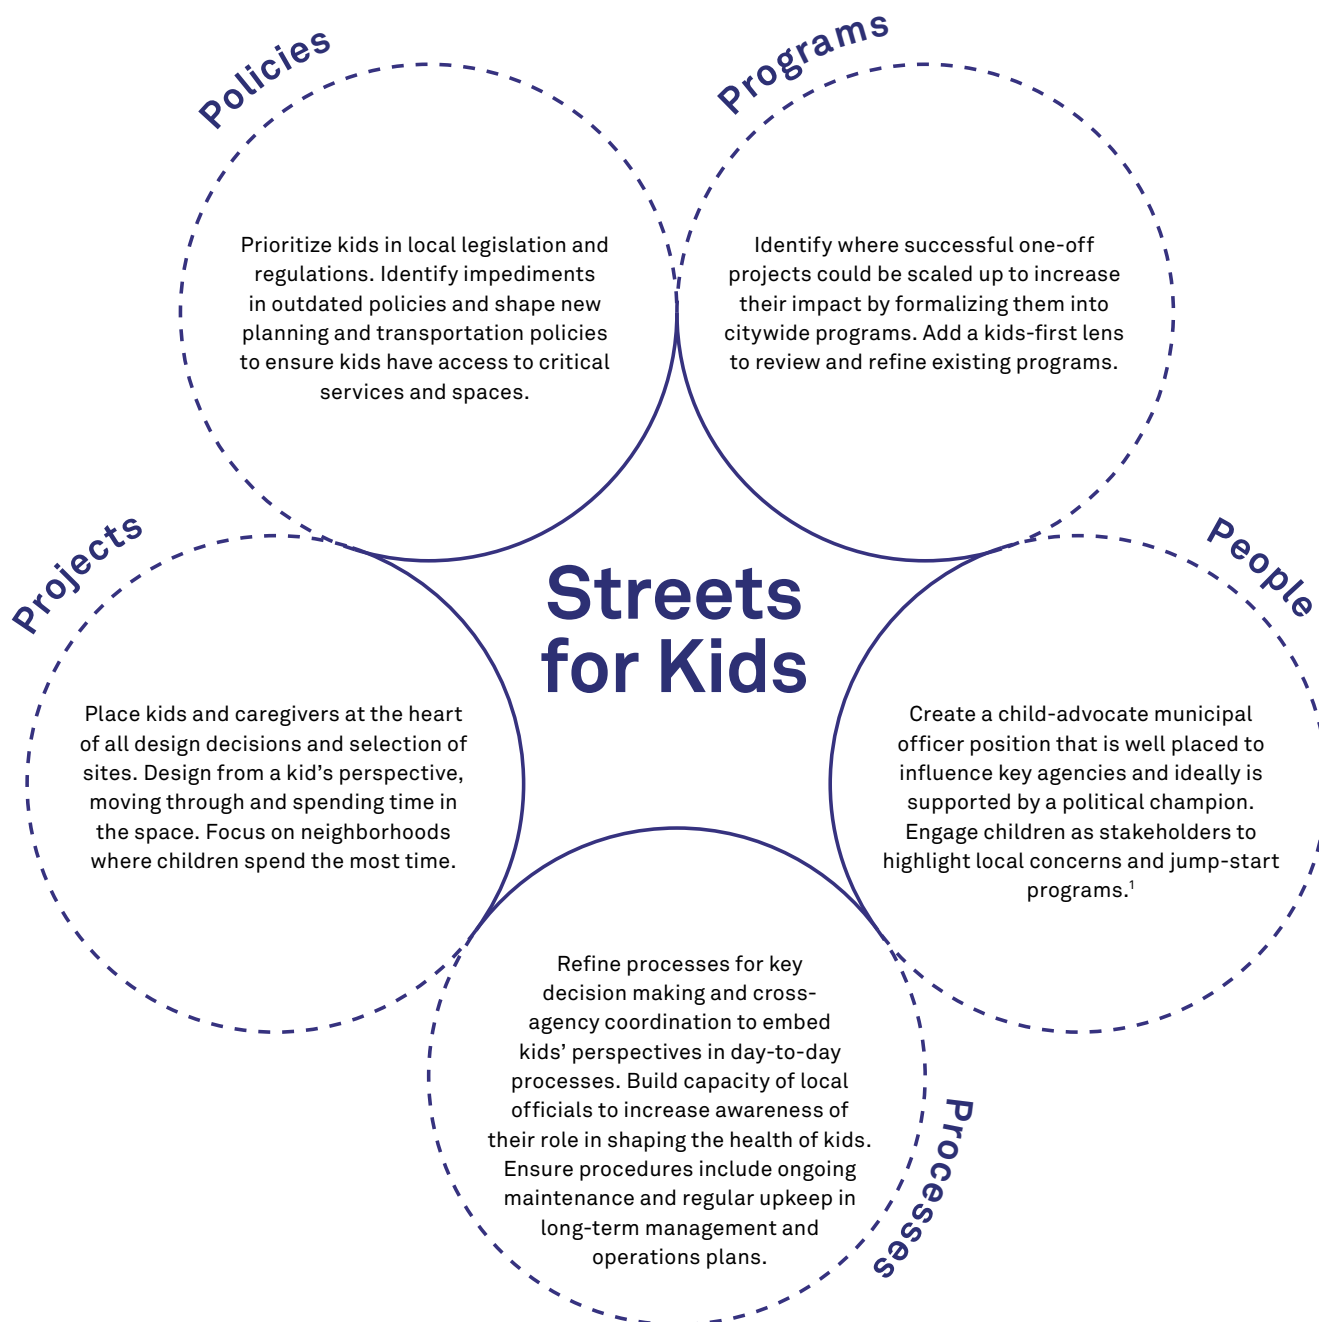 Policies
Prioritize kids in local legislation and
regulations. Identify impediments
in outdated policies and shape new
planning and transportation policies
to ensure kids have access to critical
services and spaces.
Programs
Identify where successful one-off
projects could be scaled up to increase
their impact by formalizing them into
citywide programs. Add a kids-first lens
to review and refine existing programs.
Streets
for Kids
Projects
Place kids and caregivers at the heart
of all design decisions and selection of
sites. Design from a kid's perspective,
moving through and spending time in
the space. Focus on neighborhoods
where children spend the most time.
People
Create a child-advocate municipal
officer position that is well placed to
influence key agencies and ideally is
supported by a political champion.
Engage children as stakeholders to
highlight local concerns and jump-start
programs.¹
Processes
Refine processes for key
decision making and cross-
agency coordination to embed
kids' perspectives in day-to-day
processes. Build capacity of local
officials to increase awareness of
their role in shaping the health of kids.
Ensure procedures include ongoing
maintenance and regular upkeep in
long-term management and
operations plans.